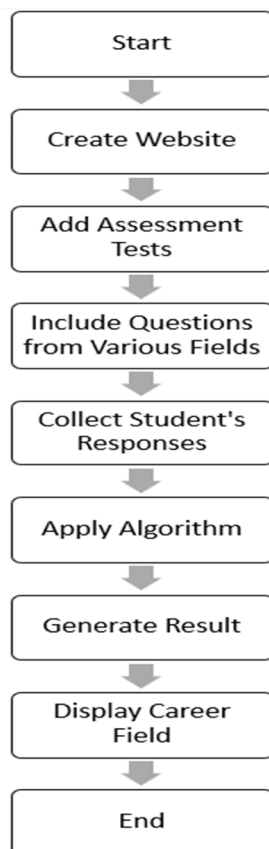 Start
Create Website
Add Assessment
Tests
Include Questions
from Various Fields
Collect Student's
Responses
Apply Algorithm
Generate Result
Display Career
Field
End